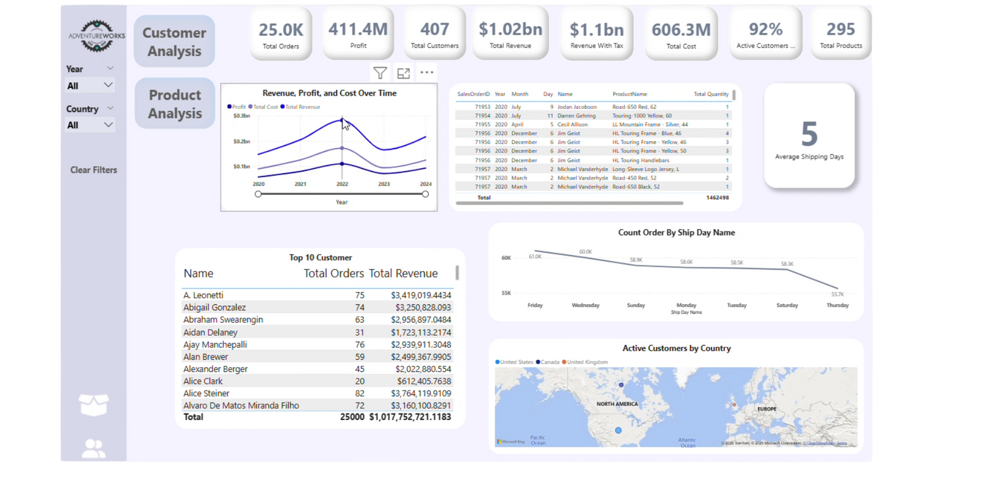 ADVENTUREWORKS
Year
All
Country
All
Clear Filters
Customer
Analysis
Product
Analysis
25.0K
Total Orders
411.4M
Profit
407
Total Customers
$1.02bn
Total Revenue
$1.1bn
Revenue With Tax
606.3M
Total Cost
92%
Active Customers ...
295
Total Products
Revenue, Profit, and Cost Over Time
Profit Total Cost Total Revenue
$0.3bn
$0.2bn
$0.1bn
2020 2021 2022 2023 2024
Year
SalesOrderID Year Month Day Name ProductName Total Quantity
71953 2020 July 9 Jodan Jacobson Road-650 Red, 62 1
71954 2020 July 11 Darren Gehring Touring-1000 Yellow, 60 1
71955 2020 April 5 Cecil Allison LL Mountain Frame - Silver, 44 1
71956 2020 December 6 Jim Geist HL Touring Frame - Blue, 46 4
71956 2020 December 6 Jim Geist HL Touring Frame - Yellow, 46 3
71956 2020 December 6 Jim Geist HL Touring Frame - Yellow, 50 3
71956 2020 December 6 Jim Geist HL Touring Handlebars 1
71957 2020 March 2 Michael Vanderhyde Long-Sleeve Logo Jersey, L 1
71957 2020 March 2 Michael Vanderhyde Road-450 Red, 52 2
71957 2020 March 2 Michael Vanderhyde Road-650 Black, 52 1
Total 1462498
5
Average Shipping Days
Top 10 Customer
Name Total Orders Total Revenue
A. Leonetti 75 $3,419,019.4434
Abigail Gonzalez 74 $3,250,828.093
Abraham Swearengin 63 $2,956,897.0484
Aidan Delaney 31 $1,723,113.2174
Ajay Manchepalli 76 $2,939,911.3048
Alan Brewer 59 $2,499,367.9905
Alexander Berger 45 $2,022,880.554
Alice Clark 20 $612,405.7638
Alice Steiner 82 $3,764,119.9109
Alvaro De Matos Miranda Filho 72 $3,160,100.8291
Total 25000 $1,017,752,721.1183
Count Order By Ship Day Name
60K
55K
61.0K 60.0K 58.9K 58.6K 58.5K 58.3K 55.7K
Friday Wednesday Sunday Monday Tuesday Saturday Thursday
Ship Day Name
Active Customers by Country
United States Canada United Kingdom
NORTH AMERICA
EUROPE
Pacific
Ocean
Atlantic
Ocean
Microsoft Bing
© 2025 TomTom, © 2025 Microsoft Corporation, © OpenStreetMap Terms